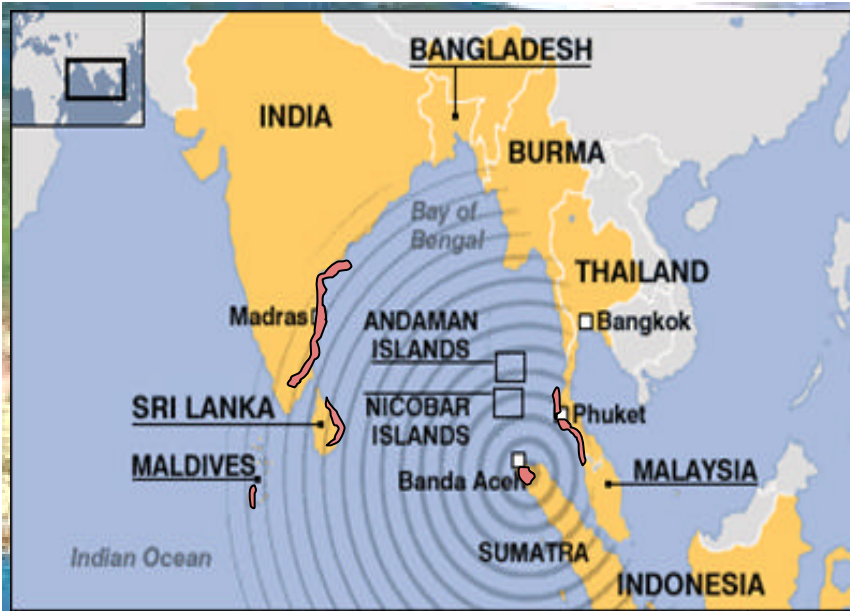 BANGLADESH
INDIA
BURMA
Bay of
Bengal
THAILAND
Madras
ANDAMAN
ISLANDS
Bangkok
SRI LANKA
NICOBAR
ISLANDS
Phuket
MALDIVES
Banda Aceh
MALAYSIA
Indian Ocean
SUMATRA
INDONESIA